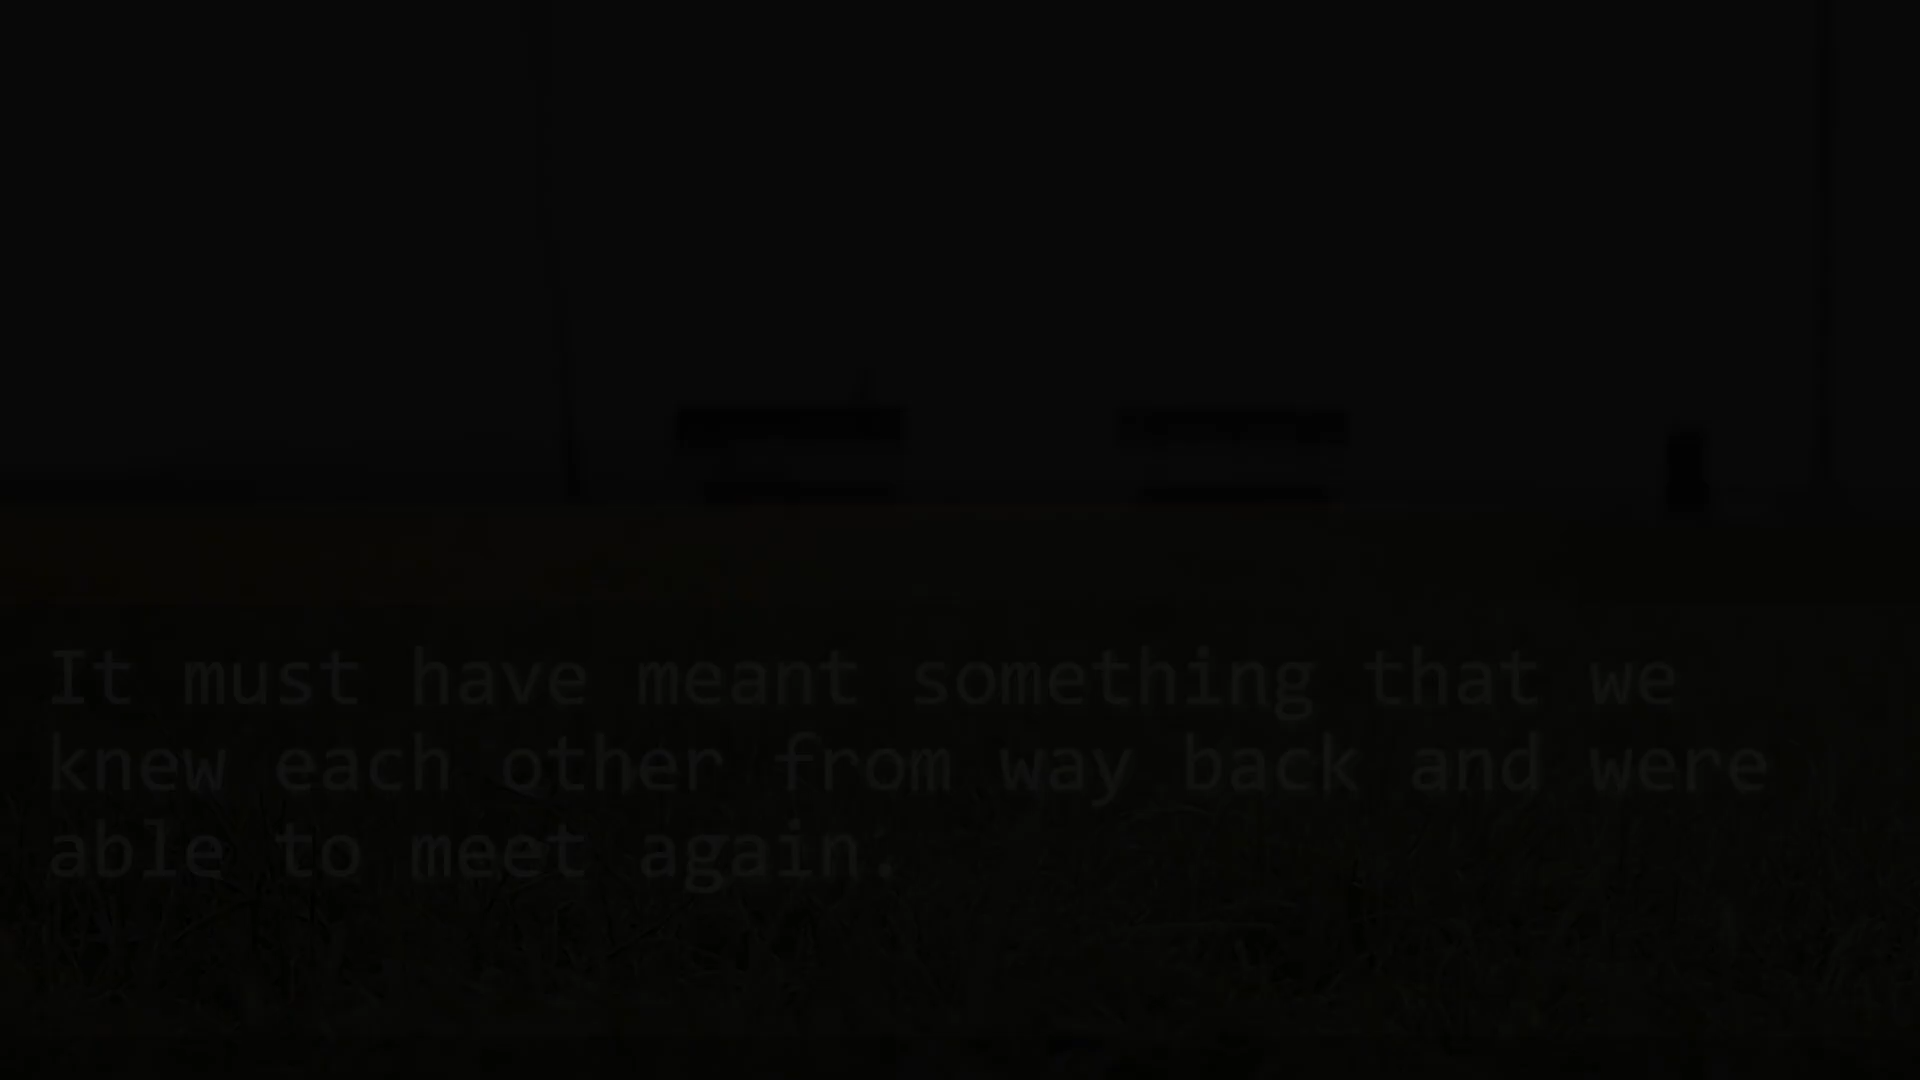 It must have meant something that we
knew each other from way back and were
able to meet again.